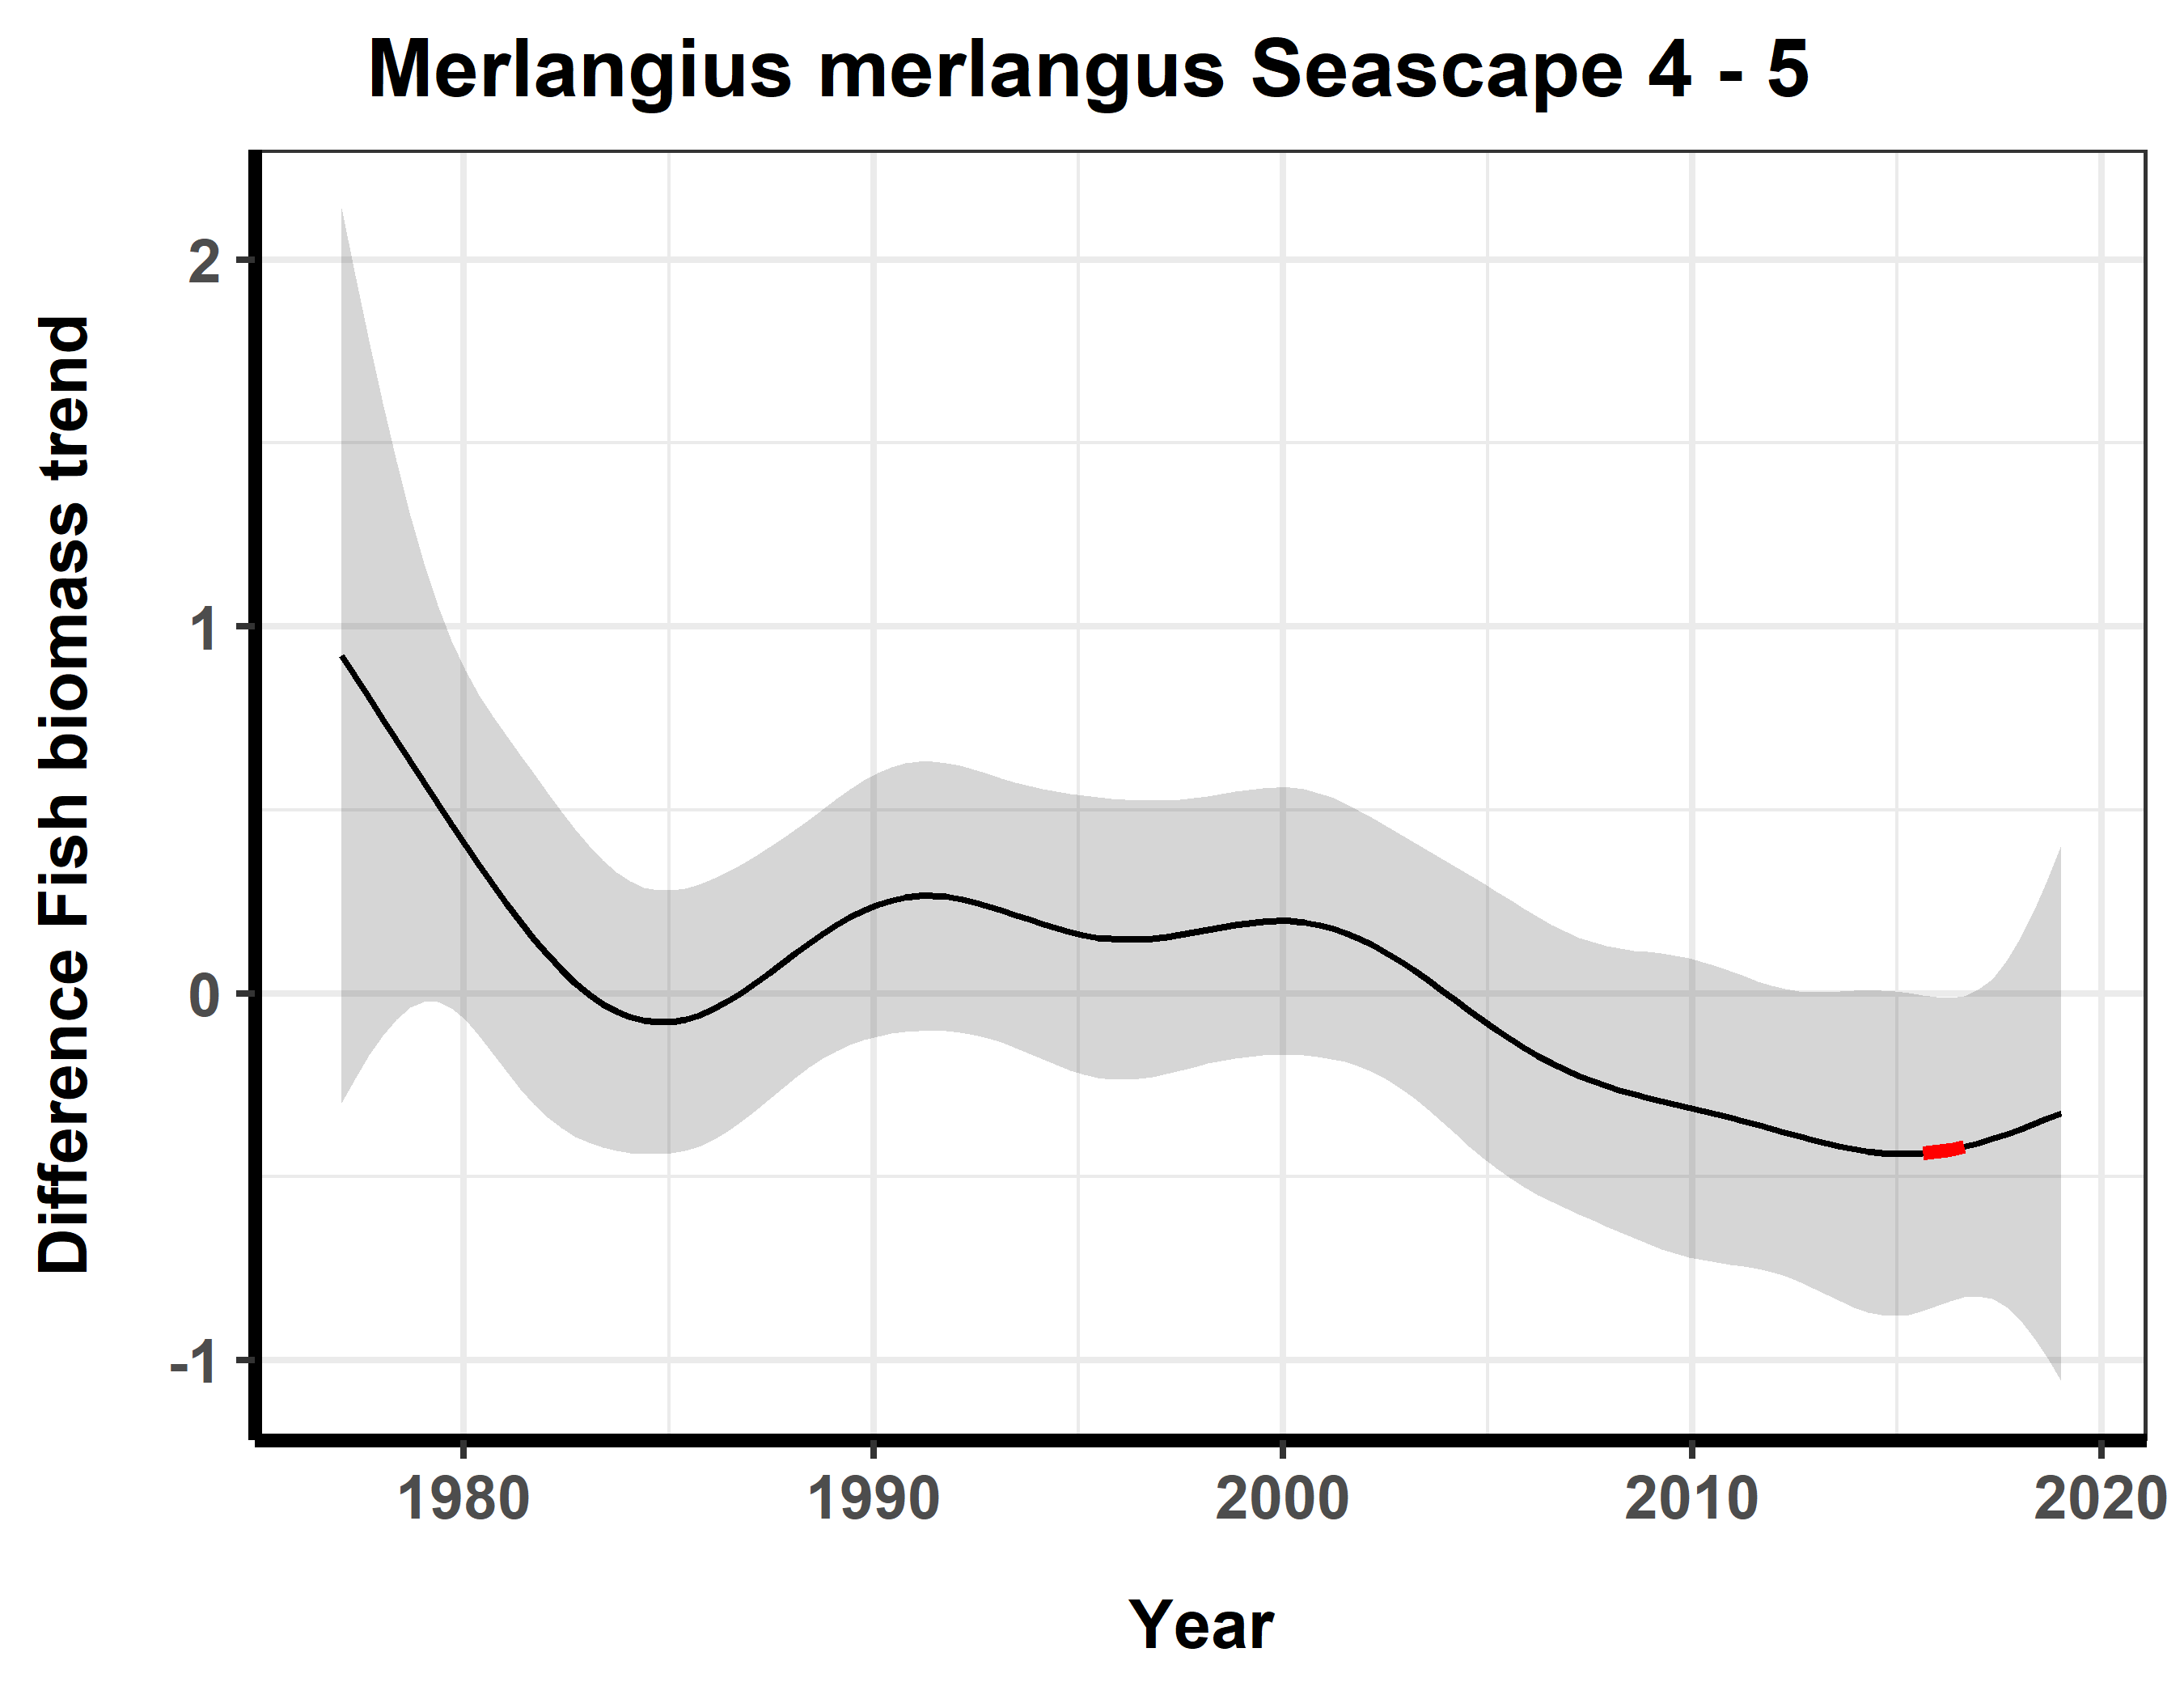 Merlangius merlangus Seascape 4 - 5
Difference Fish biomass trend
2
1
0
-1
1980 1990 2000 2010 2020
Year